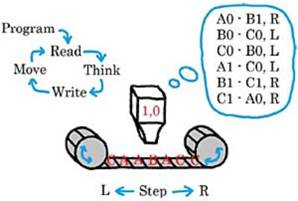 Program
Read
Move
Think
Write
A0 - B1, R
B0 - C0, L
C0 - B0, L
A1 - C0, L
B1 - C1, R
C1 - A0, R
1,0
C A A B A C C
L Step R